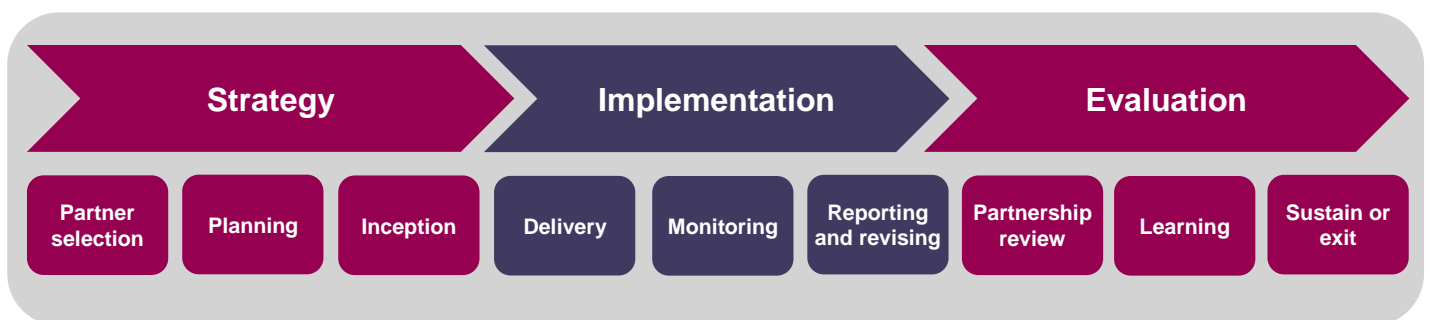 Strategy
Implementation
Evaluation
Partner
selection
Planning
Inception
Delivery
Monitoring
Reporting
and revising
Partnership
review
Learning
Sustain or
exit